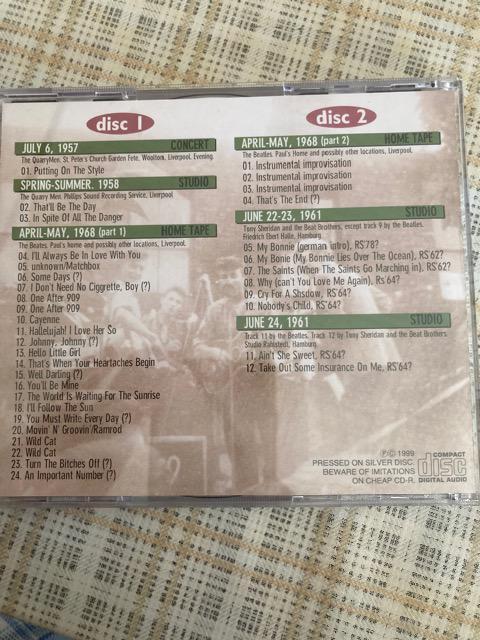 disc 1
JULY 6, 1957 CONCERT
The QuarryMen. St. Peter's Church Garden Fete, Woolton, Liverpool. Evening.
01. Putting On The Style
SPRING-SUMMER. 1958 STUDIO
The Quarry Men. Phillips Sound Recording Service, Liverpool
02. That'll Be The Day
03. In Spite Of All The Danger
APRIL-MAY, 1968 (part 1) HOME TAPE
The Beates. Paul's home and possibly other locations, Liverpool,
04. I'll Always Be In Love With You
05. unknown/Matchbox
06. Some Days (?)
07. I Don't Need No Ciggrette, Boy (?)
08. One After 909
09. One After 909
10. Cayenne
11. Hallelujah! I Love Her So
12. Johnny, Johnny (?)
13. Hello Little Girl
14. That's When Your Heartaches Begin
15. Well Darling (?)
16. You'll Be Mine
17. The World Is Waiting For The Sunrise
18. I'll Follow The Sun
19. You Must Write Every Day (?)
20. Movin' N' Groovin /Ramrod
21. Wild Cat
22. Wild Cat
23. Turn The Bitches Off (?)
24. An Important Number (?)
disc 2
APRIL-MAY, 1968 (part 2) HOME TAPE
The Beatles. Paul's Home and possibly other locations, Liverpool.
01. Instrumental improvisation
02. Instrumental improvisation
03. Instrumental improvisation
04. That's The End (?)
JUNE 22-23, 1961 STUDIO
Tony Sheridan and the Beat Brothers, except track 9 by the Beatles.
Friedrich Ebert Halle, Hamburg
05. My Bonnie (german intro), RS'78?
06. My Bonie (My Bonnie Lies Over The Ocean), RS'62?
07. The Saints (When The Saints Go Marching in), RS'62?
08. Why (can't You Love Me Again), Rs'64?
09. Cry For A Shsdow, RS'64?
10. Nobody's Child, RS'64?
JUNE 24, 1961 STUDIO
Track 11 by the Beatles. Track 12 by Tony Sheridan and the Beat Brothers.
Studio Rahlstedt, Hamburg
11. Ain't She Sweet, RS'64?
12. Take Out Some Insurance On Me, RS'64?
Ⓟ© 1999
PRESSED ON SILVER DISC.
BEWARE OF IMITATIONS
ON CHEAP CD-R.
COMPACT
disc
DIGITAL AUDIO